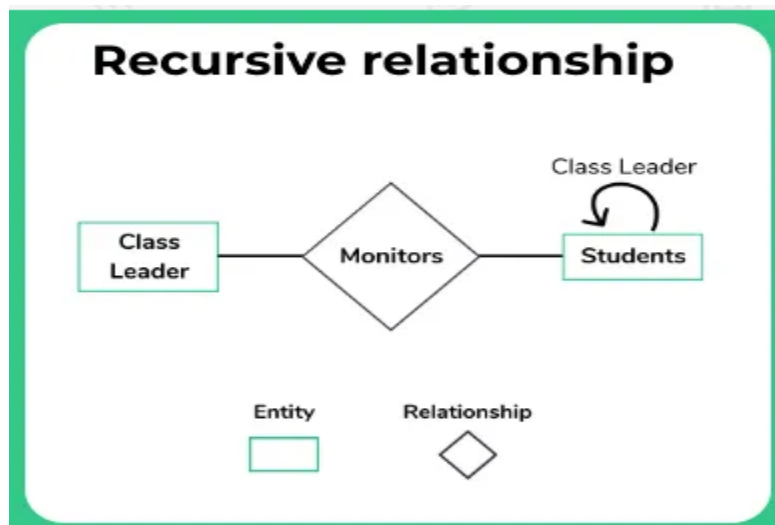 Recursive relationship
Class Leader
Class
Leader
Monitors
Students
Entity
Relationship